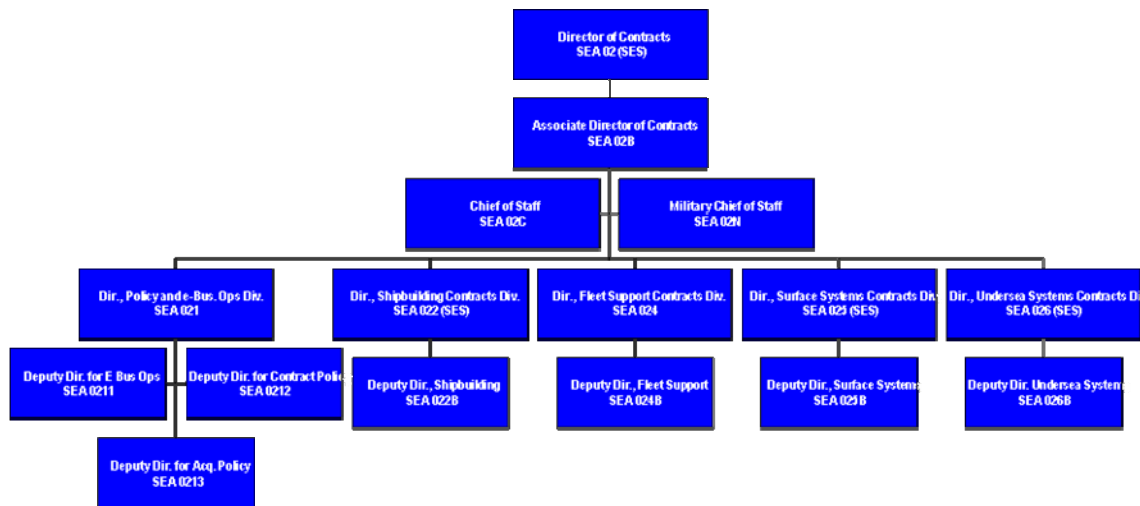 Director of Contracts
SEA 02 (SES)
Associate Director of Contracts
SEA 02B
Chief of Staff
SEA 02C
Military Chief of Staff
SEA 02N
Dir., Policy and e-Bus. Ops Div.
SEA 021
Dir., Shipbuilding Contracts Div.
SEA 022 (SES)
Dir., Fleet Support Contracts Div.
SEA 024
Dir., Surface Systems Contracts Div
SEA 025 (SES)
Dir., Undersea Systems Contracts Di
SEA 026 (SES)
Deputy Dir. for E Bus Ops
SEA 0211
Deputy Dir. for Contract Policy
SEA 0212
Deputy Dir., Shipbuilding
SEA 022B
Deputy Dir., Fleet Support
SEA 024B
Deputy Dir., Surface Systems
SEA 025B
Deputy Dir. Undersea Systems
SEA 026B
Deputy Dir. for Acq. Policy
SEA 0213